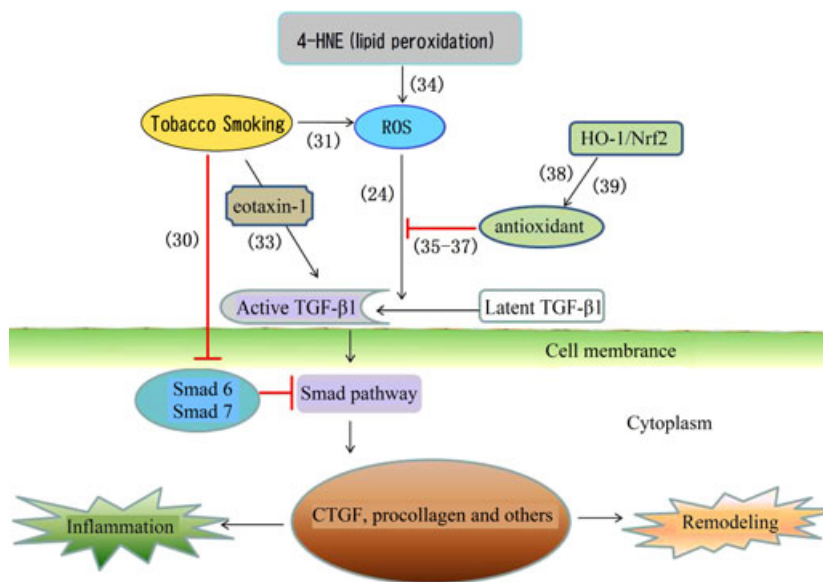 4-HNE (lipid peroxidation)
(34)
Tobacco Smoking
(31)
ROS
HO-1/Nrf2
(38)
(39)
eotaxin-1
(24)
antioxidant
(30)
(33)
(35-37)
Active TGF-β1
Latent TGF-β1
Cell membrance
Smad 6
Smad 7
Smad pathway
Cytoplasm
Inflammation
CTGF, procollagen and others
Remodeling